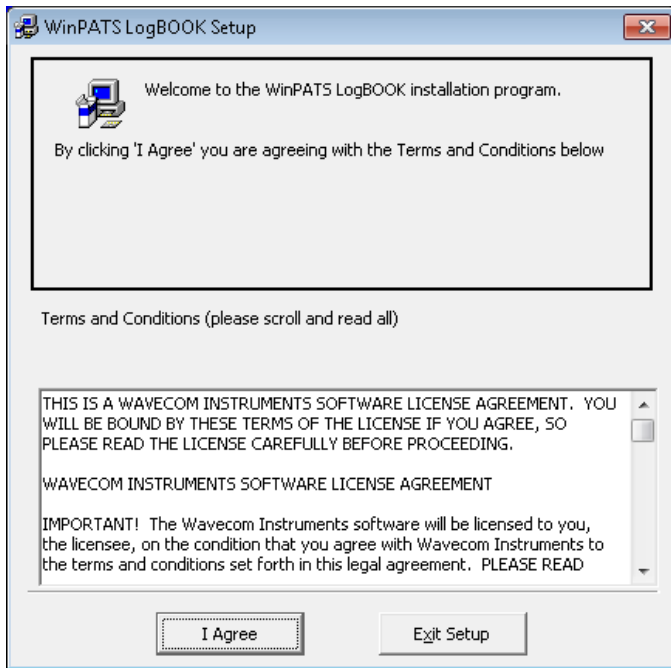 WinPATS LogBOOK Setup
Welcome to the WinPATS LogBOOK installation program.
By clicking 'I Agree' you are agreeing with the Terms and Conditions below
Terms and Conditions (please scroll and read all)
THIS IS A WAVECOM INSTRUMENTS SOFTWARE LICENSE AGREEMENT.  YOU
WILL BE BOUND BY THESE TERMS OF THE LICENSE IF YOU AGREE, SO
PLEASE READ THE LICENSE CAREFULLY BEFORE PROCEEDING.
WAVECOM INSTRUMENTS SOFTWARE LICENSE AGREEMENT
IMPORTANT!  The Wavecom Instruments software will be licensed to you,
the licensee, on the condition that you agree with Wavecom Instruments to
the terms and conditions set forth in this legal agreement.  PLEASE READ
I Agree
Exit Setup